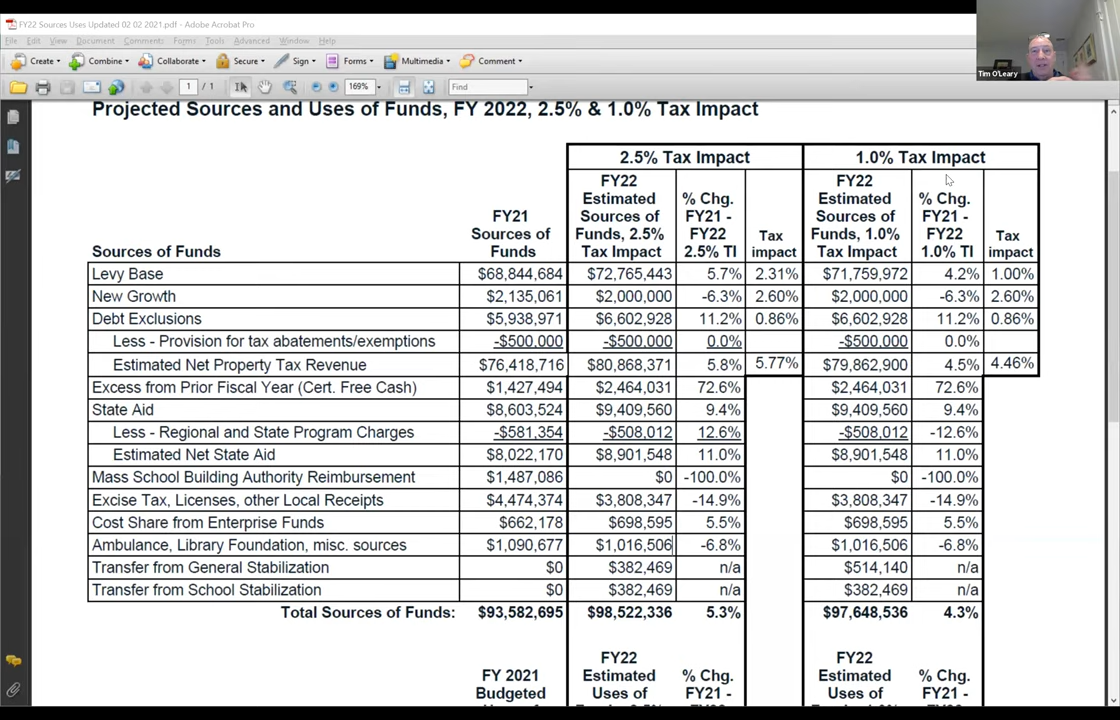 FY22 Sources Uses Updated 02 02 2021.pdf - Adobe Acrobat Pro
File Edit View Document Comments Forms Tools Advanced Window Help
Create Combine Collaborate Secure Sign Forms Multimedia Comment
1 / 1 169% Find
Tim O'Leary
Projected Sources and Uses of Funds, FY 2022, 2.5% & 1.0% Tax Impact
2.5% Tax Impact 1.0% Tax Impact
FY22 FY22
Estimated % Chg. Estimated % Chg.
FY21 Sources of FY21 - Sources of FY21 -
Sources of Funds, 2.5% FY22 Tax Funds, 1.0% FY22 Tax
Sources of Funds Funds Tax Impact 2.5% TI impact Tax Impact 1.0% TI impact
Levy Base $68,844,684 $72,765,443 5.7% 2.31% $71,759,972 4.2% 1.00%
New Growth $2,135,061 $2,000,000 -6.3% 2.60% $2,000,000 -6.3% 2.60%
Debt Exclusions $5,938,971 $6,602,928 11.2% 0.86% $6,602,928 11.2% 0.86%
Less - Provision for tax abatements/exemptions -$500,000 -$500,000 0.0% -$500,000 0.0%
Estimated Net Property Tax Revenue $76,418,716 $80,868,371 5.8% 5.77% $79,862,900 4.5% 4.46%
Excess from Prior Fiscal Year (Cert. Free Cash) $1,427,494 $2,464,031 72.6% $2,464,031 72.6%
State Aid $8,603,524 $9,409,560 9.4% $9,409,560 9.4%
Less - Regional and State Program Charges -$581,354 -$508,012 12.6% -$508,012 -12.6%
Estimated Net State Aid $8,022,170 $8,901,548 11.0% $8,901,548 11.0%
Mass School Building Authority Reimbursement $1,487,086 $0 -100.0% $0 -100.0%
Excise Tax, Licenses, other Local Receipts $4,474,374 $3,808,347 -14.9% $3,808,347 -14.9%
Cost Share from Enterprise Funds $662,178 $698,595 5.5% $698,595 5.5%
Ambulance, Library Foundation, misc. sources $1,090,677 $1,016,506 -6.8% $1,016,506 -6.8%
Transfer from General Stabilization $0 $382,469 n/a $514,140 n/a
Transfer from School Stabilization $0 $382,469 n/a $382,469 n/a
Total Sources of Funds: $93,582,695 $98,522,336 5.3% $97,648,536 4.3%
FY22 FY22
FY 2021 Estimated % Chg. Estimated % Chg.
Budgeted Uses of FY21 - Uses of FY21 -